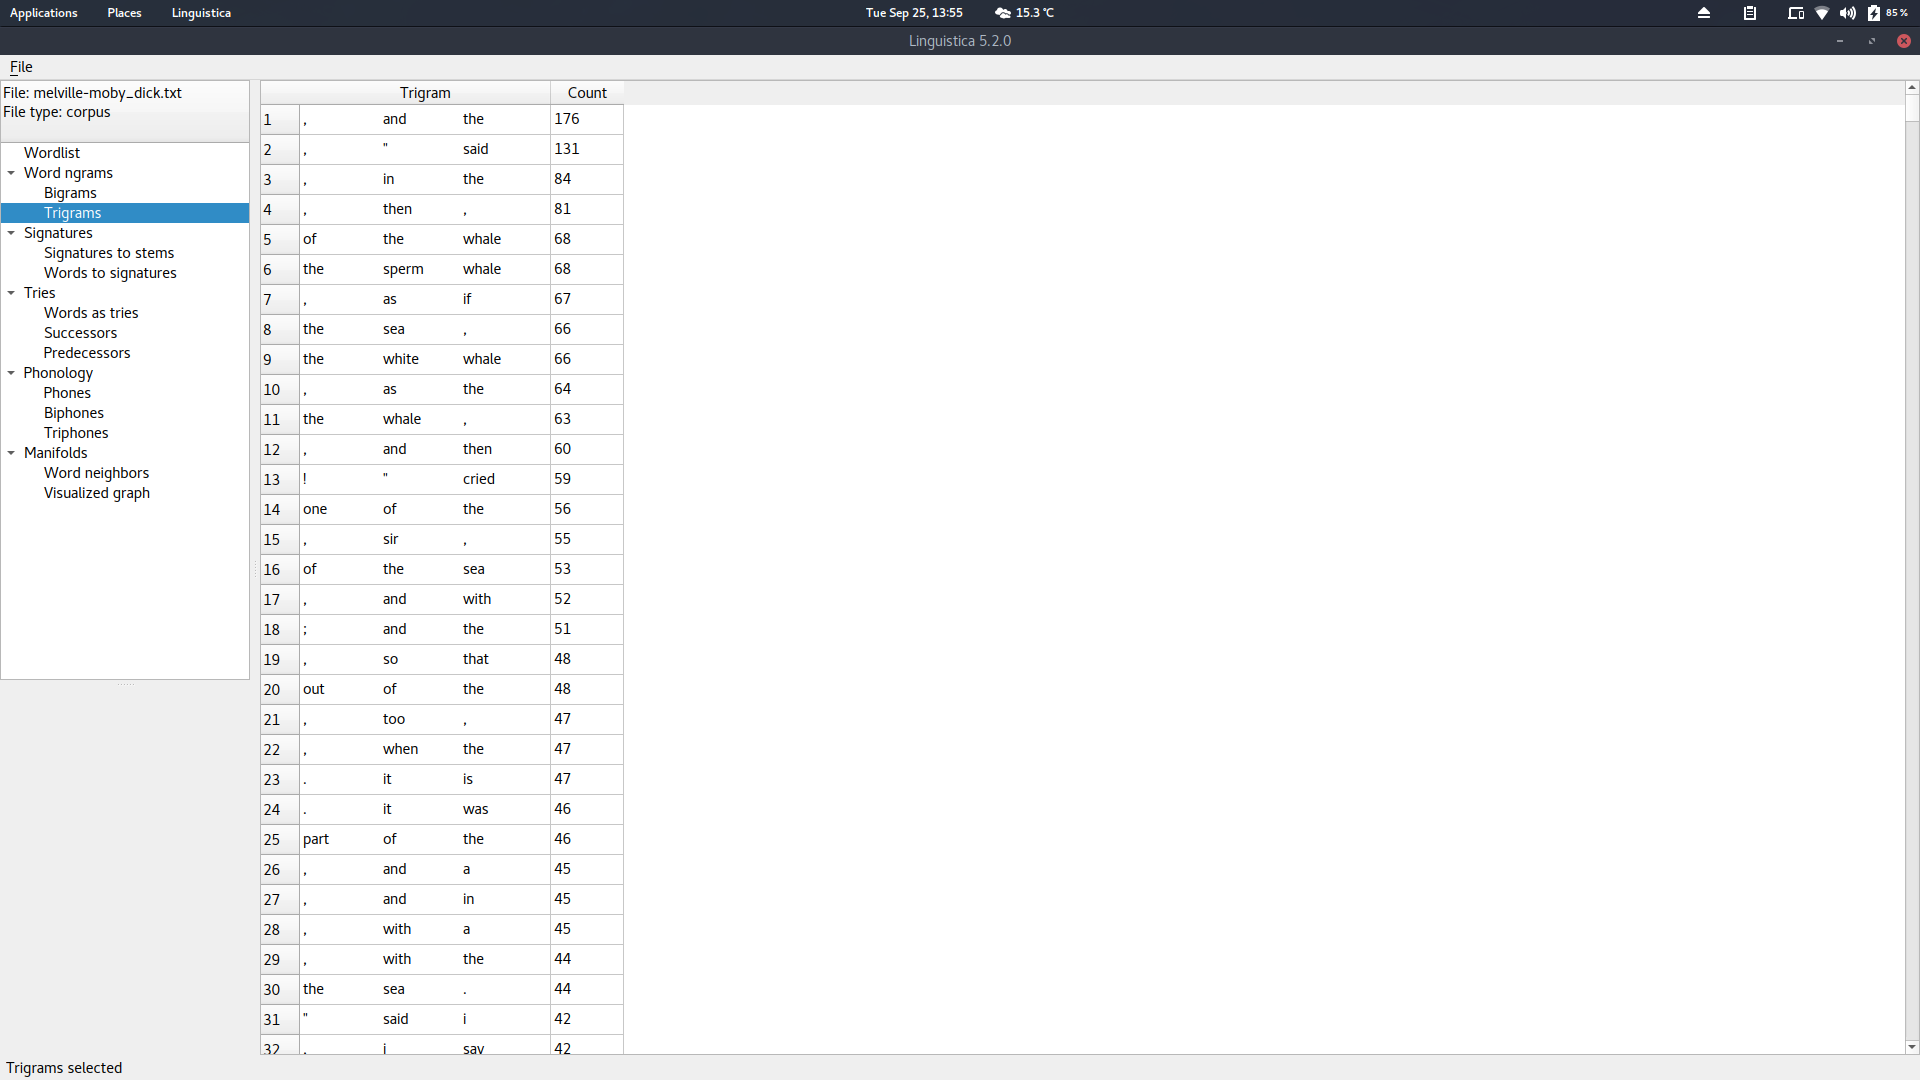 Applications Places Linguistica Tue Sep 25, 13:55 15.3 °C 85 %
Linguistica 5.2.0
File
File: melville-moby_dick.txt
File type: corpus
Wordlist
Word ngrams
Bigrams
Trigrams
Signatures
Signatures to stems
Words to signatures
Tries
Words as tries
Successors
Predecessors
Phonology
Phones
Biphones
Triphones
Manifolds
Word neighbors
Visualized graph
Trigram Count
1 , and the 176
2 , " said 131
3 , in the 84
4 , then , 81
5 of the whale 68
6 the sperm whale 68
7 , as if 67
8 the sea , 66
9 the white whale 66
10 , as the 64
11 the whale , 63
12 , and then 60
13 ! " cried 59
14 one of the 56
15 , sir , 55
16 of the sea 53
17 , and with 52
18 ; and the 51
19 , so that 48
20 out of the 48
21 , too , 47
22 , when the 47
23 . it is 47
24 . it was 46
25 part of the 46
26 , and a 45
27 , and in 45
28 , with a 45
29 , with the 44
30 the sea . 44
31 " said i 42
32 . i say 42
Trigrams selected